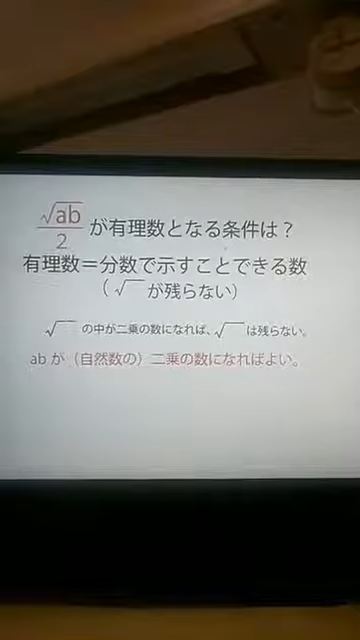 √ab/2 が有理数となる条件は？
有理数＝分数で示すことできる数
（√ が残らない）
√ の中が二乗の数になれば、√ は残らない。
ab が（自然数の）二乗の数になればよい。